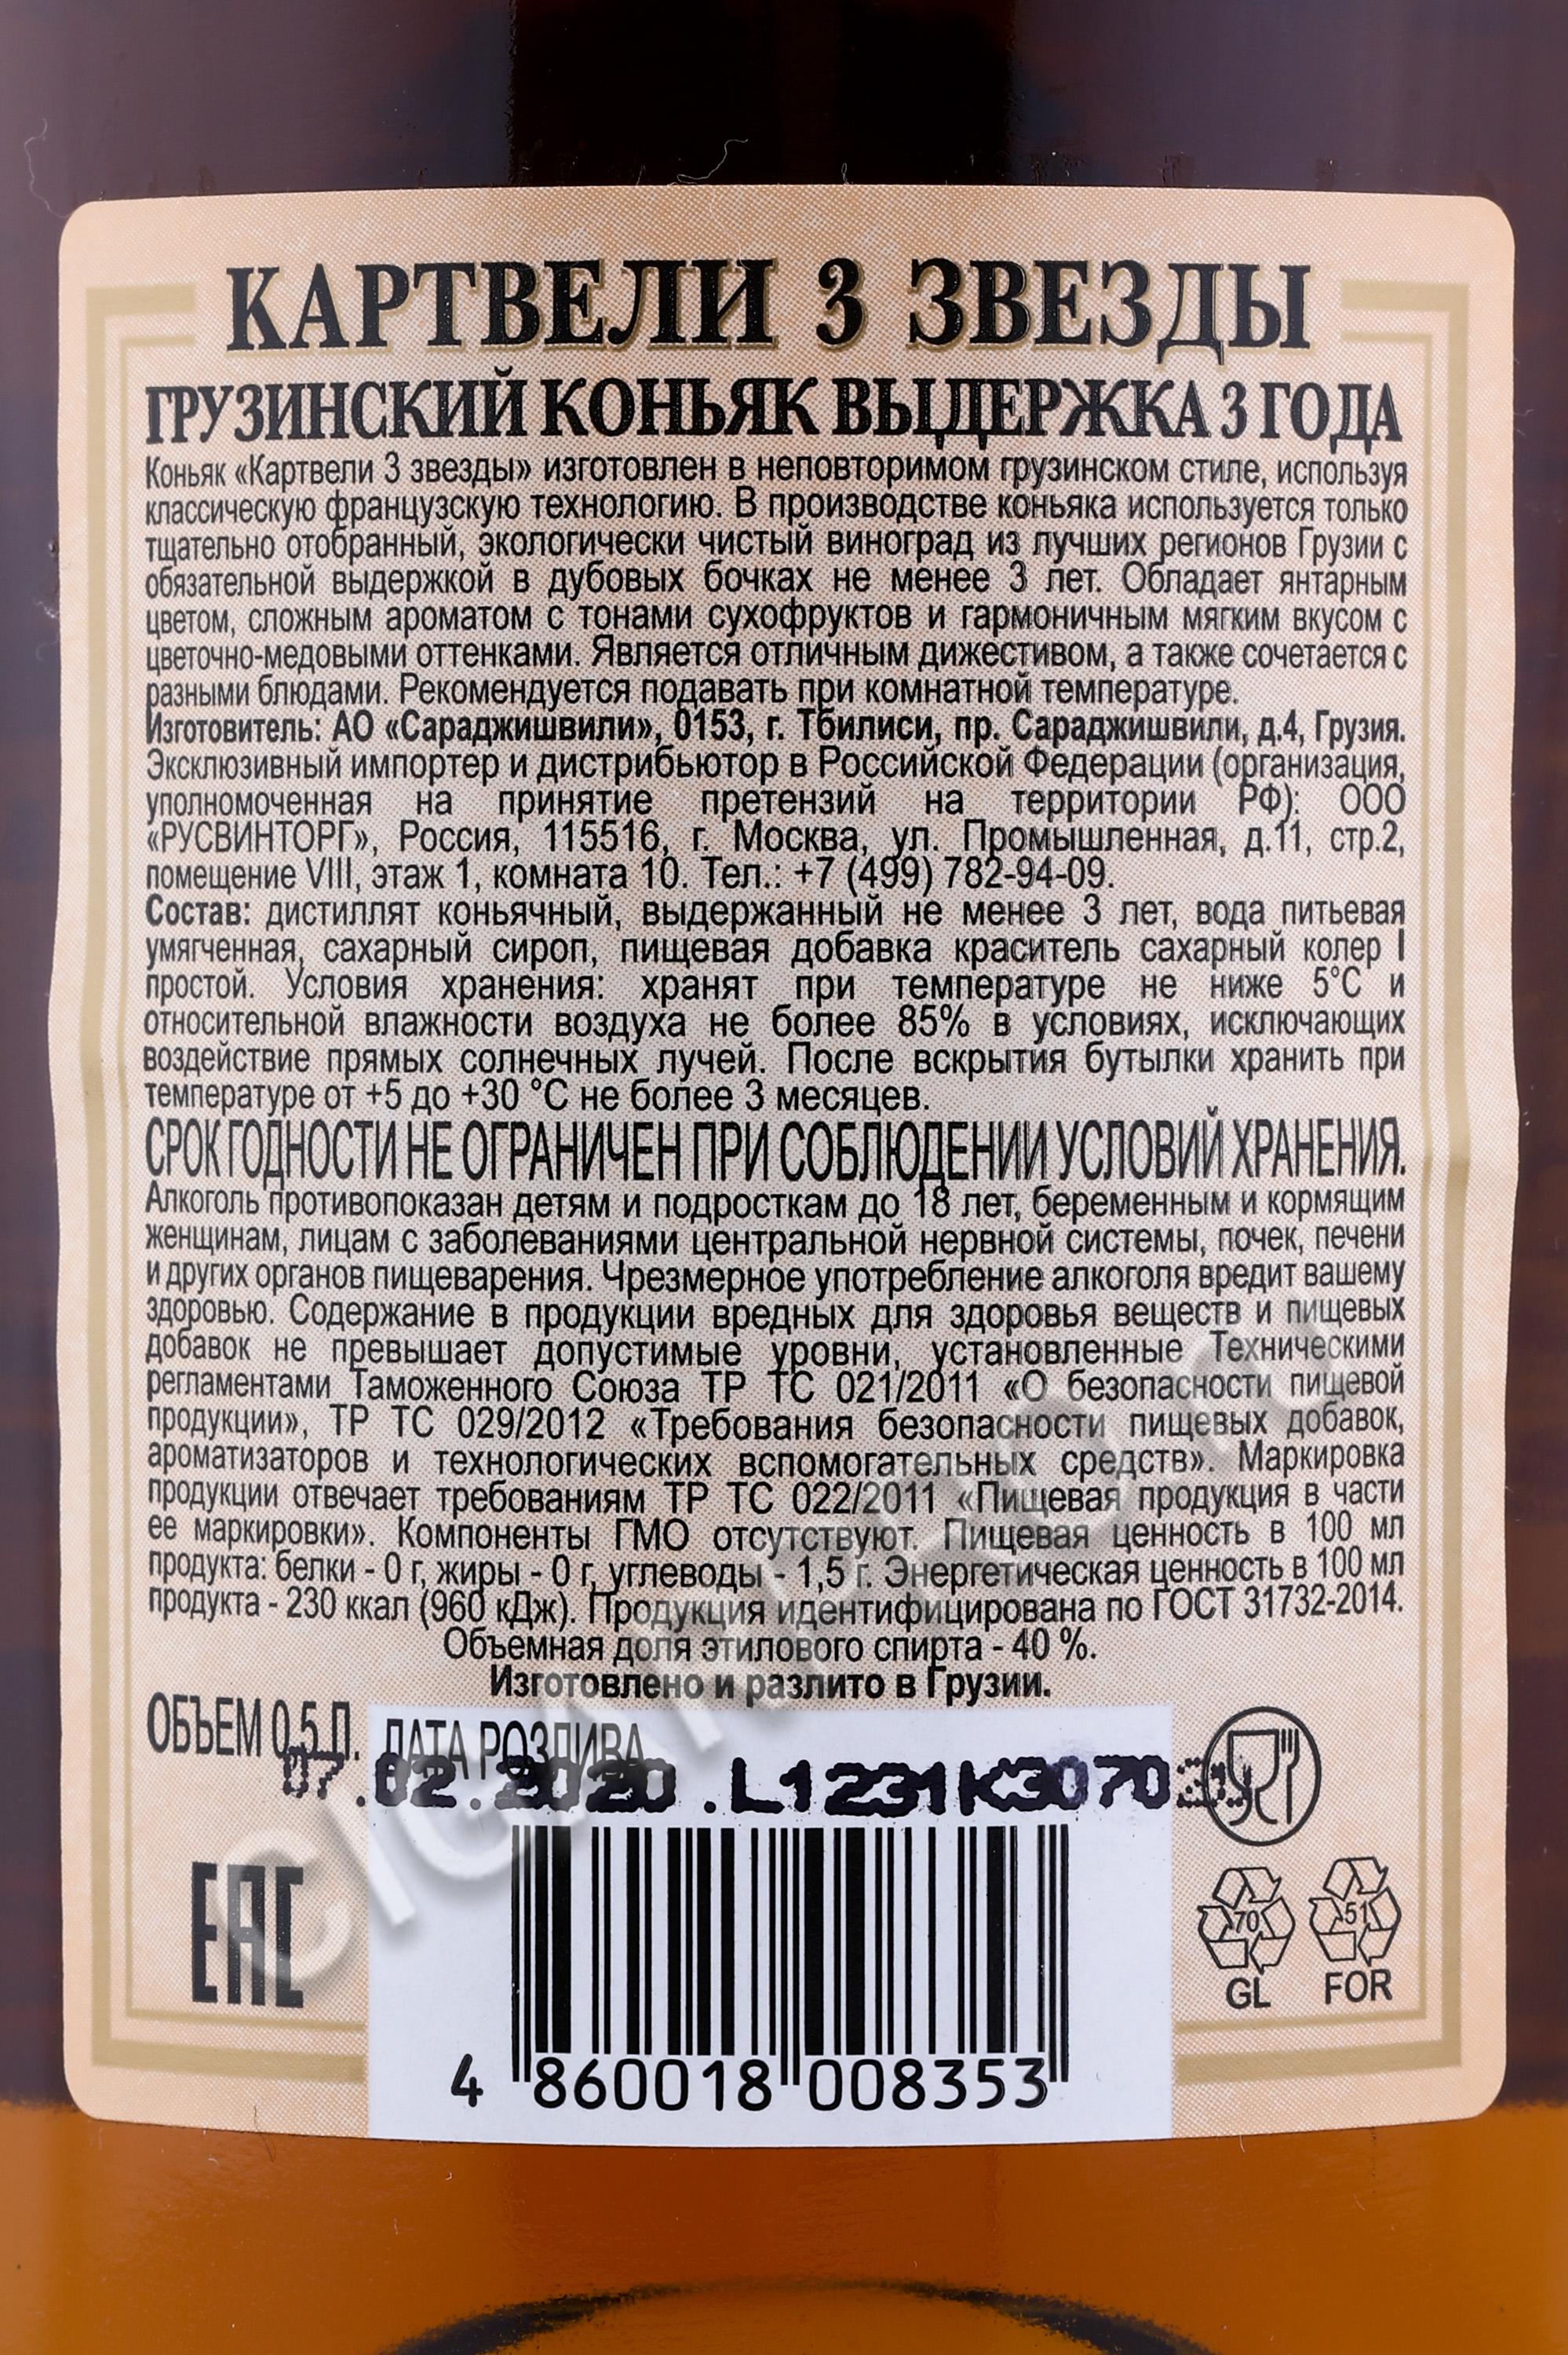 КАРТВЕЛИ 3 ЗВЕЗДЫ
ГРУЗИНСКИЙ КОНЬЯК ВЫДЕРЖКА 3 ГОДА
Коньяк «Картвели 3 звезды» изготовлен в неповторимом грузинском стиле, используя
классическую французскую технологию. В производстве коньяка используется только
тщательно отобранный, экологически чистый виноград из лучших регионов Грузии с
обязательной выдержкой в дубовых бочках не менее 3 лет. Обладает янтарным
цветом, сложным ароматом с тонами сухофруктов и гармоничным мягким вкусом с
цветочно-медовыми оттенками. Является отличным дижестивом, а также сочетается с
разными блюдами. Рекомендуется подавать при комнатной температуре.
Изготовитель: АО «Сараджишвили», 0153, г. Тбилиси, пр. Сараджишвили, д.4, Грузия.
Эксклюзивный импортер и дистрибьютор в Российской Федерации (организация,
уполномоченная на принятие претензий на территории РФ): ООО
«РУСВИНТОРГ», Россия, 115516, г. Москва, ул. Промышленная, д.11, стр.2,
помещение VIII, этаж 1, комната 10. Тел.: +7 (499) 782-94-09.
Состав: дистиллят коньячный, выдержанный не менее 3 лет, вода питьевая
умягченная, сахарный сироп, пищевая добавка краситель сахарный колер I
простой. Условия хранения: хранят при температуре не ниже 5°С и
относительной влажности воздуха не более 85% в условиях, исключающих
воздействие прямых солнечных лучей. После вскрытия бутылки хранить при
температуре от +5 до +30 °С не более 3 месяцев.
СРОК ГОДНОСТИ НЕ ОГРАНИЧЕН ПРИ СОБЛЮДЕНИИ УСЛОВИЙ ХРАНЕНИЯ.
Алкоголь противопоказан детям и подросткам до 18 лет, беременным и кормящим
женщинам, лицам с заболеваниями центральной нервной системы, почек, печени
и других органов пищеварения. Чрезмерное употребление алкоголя вредит вашему
здоровью. Содержание в продукции вредных для здоровья веществ и пищевых
добавок не превышает допустимые уровни, установленные Техническими
регламентами Таможенного Союза ТР ТС 021/2011 «О безопасности пищевой
продукции», ТР ТС 029/2012 «Требования безопасности пищевых добавок,
ароматизаторов и технологических вспомогательных средств». Маркировка
продукции отвечает требованиям ТР ТС 022/2011 «Пищевая продукция в части
ее маркировки». Компоненты ГМО отсутствуют. Пищевая ценность в 100 мл
продукта: белки - 0 г, жиры - 0 г, углеводы - 1,5 г. Энергетическая ценность в 100 мл
продукта - 230 ккал (960 кДж). Продукция идентифицирована по ГОСТ 31732-2014.
Объемная доля этилового спирта - 40 %.
Изготовлено и разлито в Грузии.
ОБЪЕМ 0,5 Л. ДАТА РОЗЛИВА
07.02.2020
EAC
70
GL
51
FOR
4 860018 008353